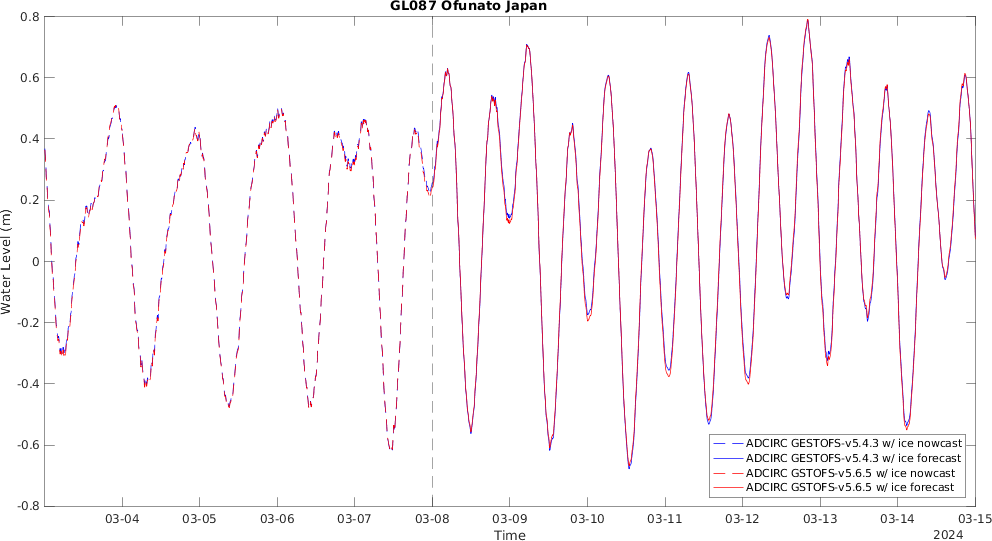 GL087 Ofunato Japan
0.8
0.6
0.4
0.2
0
-0.2
-0.4
-0.6
-0.8
Water Level (m)
ADCIRC GESTOFS-v5.4.3 w/ ice nowcast
ADCIRC GESTOFS-v5.4.3 w/ ice forecast
ADCIRC GSTOFS-v5.6.5 w/ ice nowcast
ADCIRC GSTOFS-v5.6.5 w/ ice forecast
03-04 03-05 03-06 03-07 03-08 03-09 03-10 03-11 03-12 03-13 03-14 03-15
Time
2024